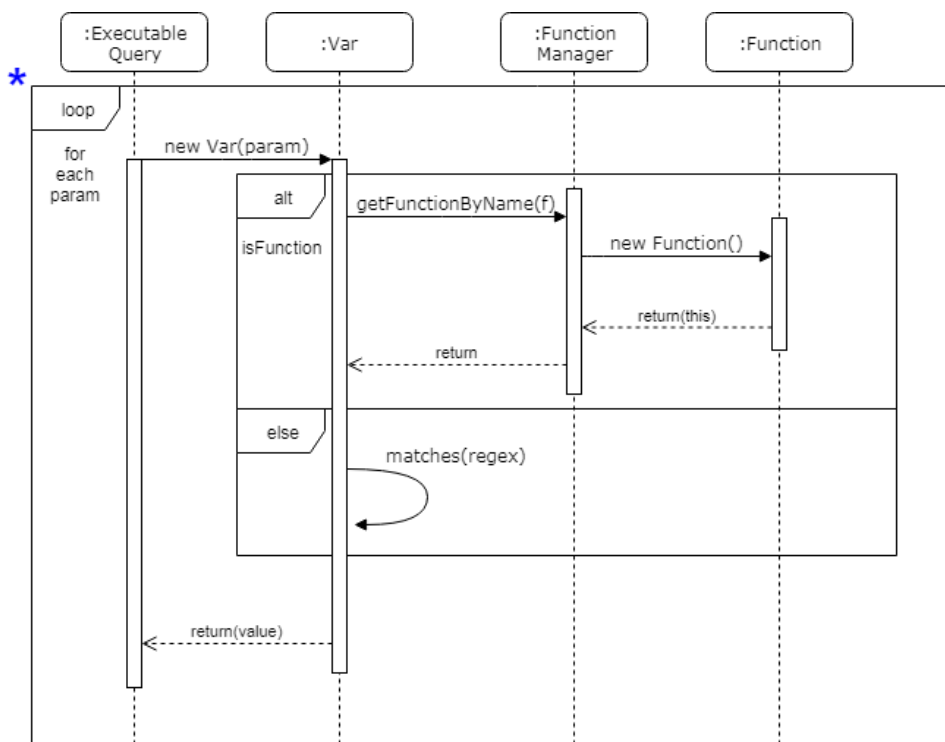 :Executable
Query
:Var
:Function
Manager
:Function
*
loop
for
each
param
new Var(param)
alt
getFunctionByName(f)
isFunction
new Function()
return(this)
return
else
matches(regex)
return(value)